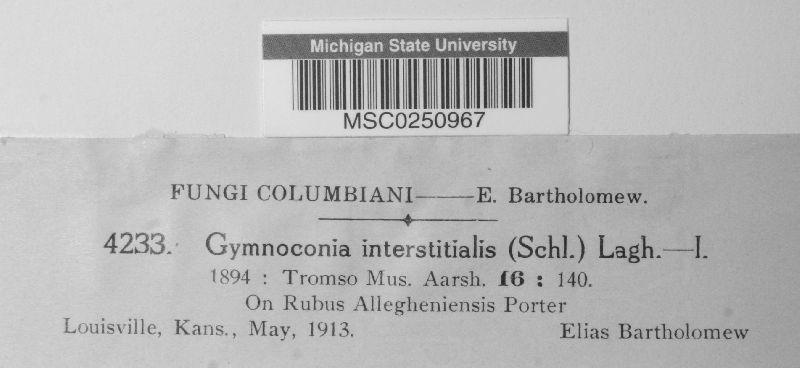 Michigan State University
MSC0250967
FUNGI COLUMBIANI——E. Bartholomew.
4233. Gymnoconia interstitialis (Schl.) Lagh.—I.
1894 : Tromso Mus. Aarsh. 16 : 140.
On Rubus Allegheniensis Porter
Louisville, Kans., May, 1913. Elias Bartholomew